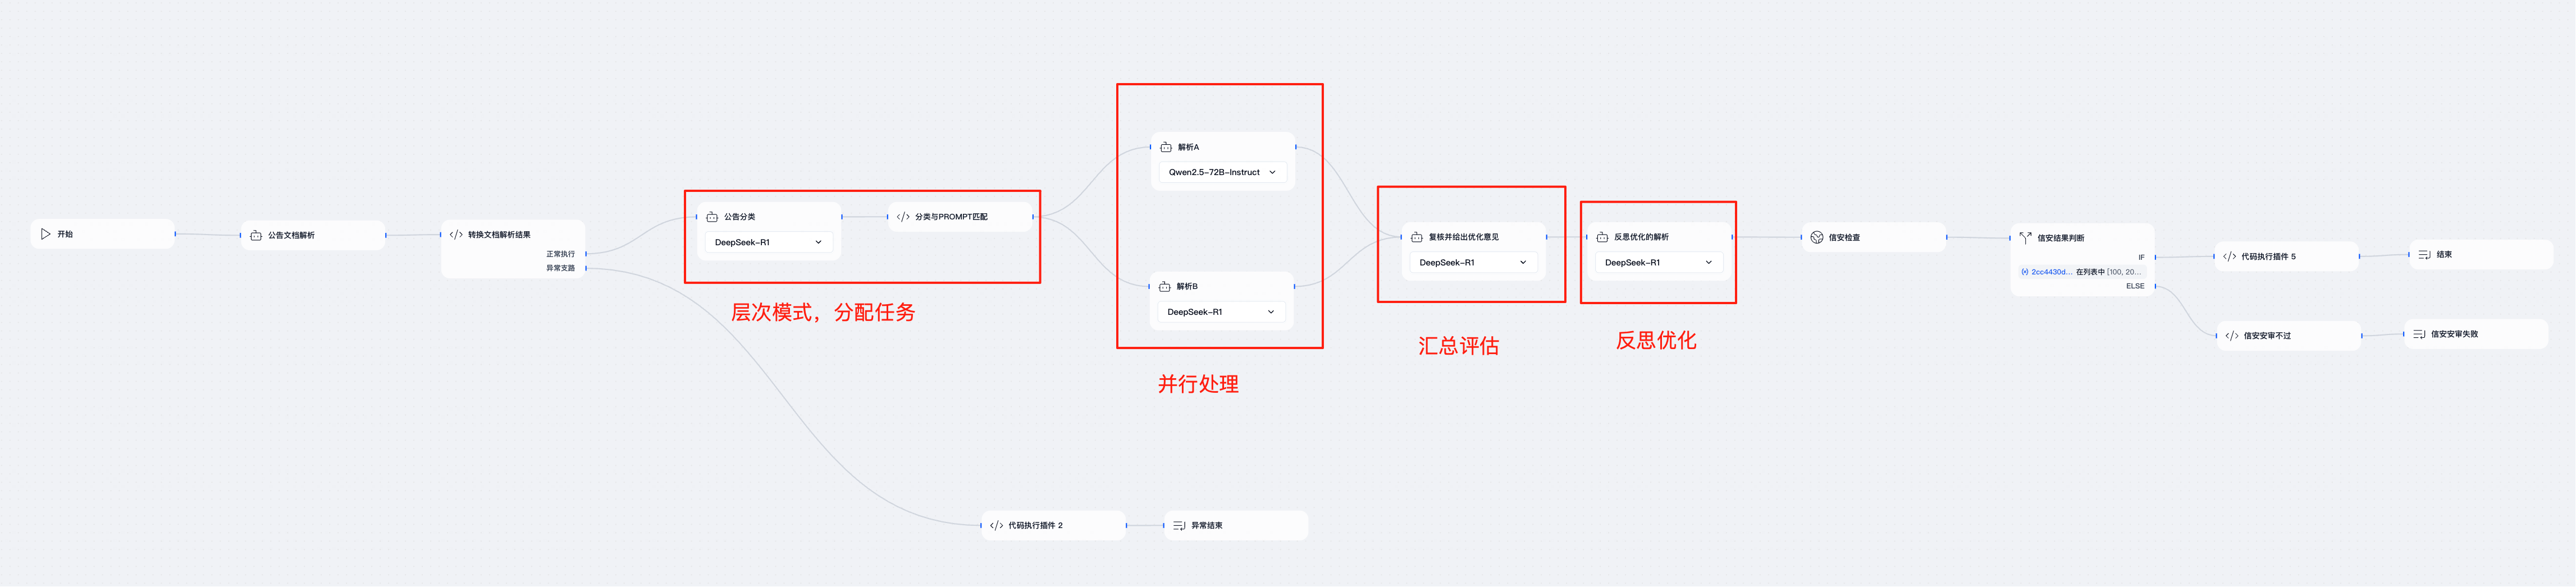 开始
公告文档解析
转换文档解析结果
正常执行
异常支路
公告分类
DeepSeek-R1
分类与PROMPT匹配
层次模式，分配任务
解析A
Qwen2.5-72B-Instruct
解析B
DeepSeek-R1
并行处理
复核并给出优化意见
DeepSeek-R1
汇总评估
反思优化的解析
DeepSeek-R1
反思优化
信安检查
信安结果判断
IF
2cc4430d... 在列表中 [100, 20...
ELSE
代码执行插件 5
结束
信安安审不过
信安安审失败
代码执行插件 2
异常结束